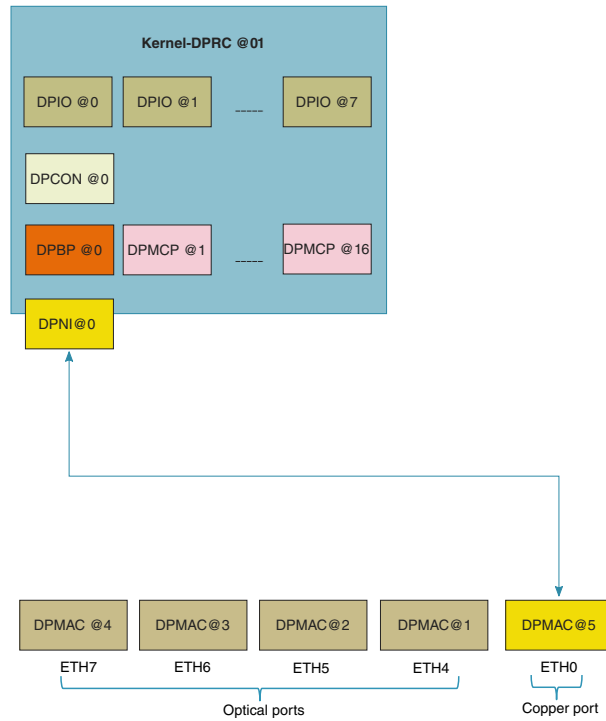 Kernel-DPRC @01
DPIO @0 DPIO @1 ----- DPIO @7
DPCON @0
DPBP @0 DPMCP @1 ----- DPMCP @16
DPNI@0
DPMAC @4 DPMAC@3 DPMAC@2 DPMAC@1 DPMAC@5
ETH7 ETH6 ETH5 ETH4 ETH0
Optical ports Copper port